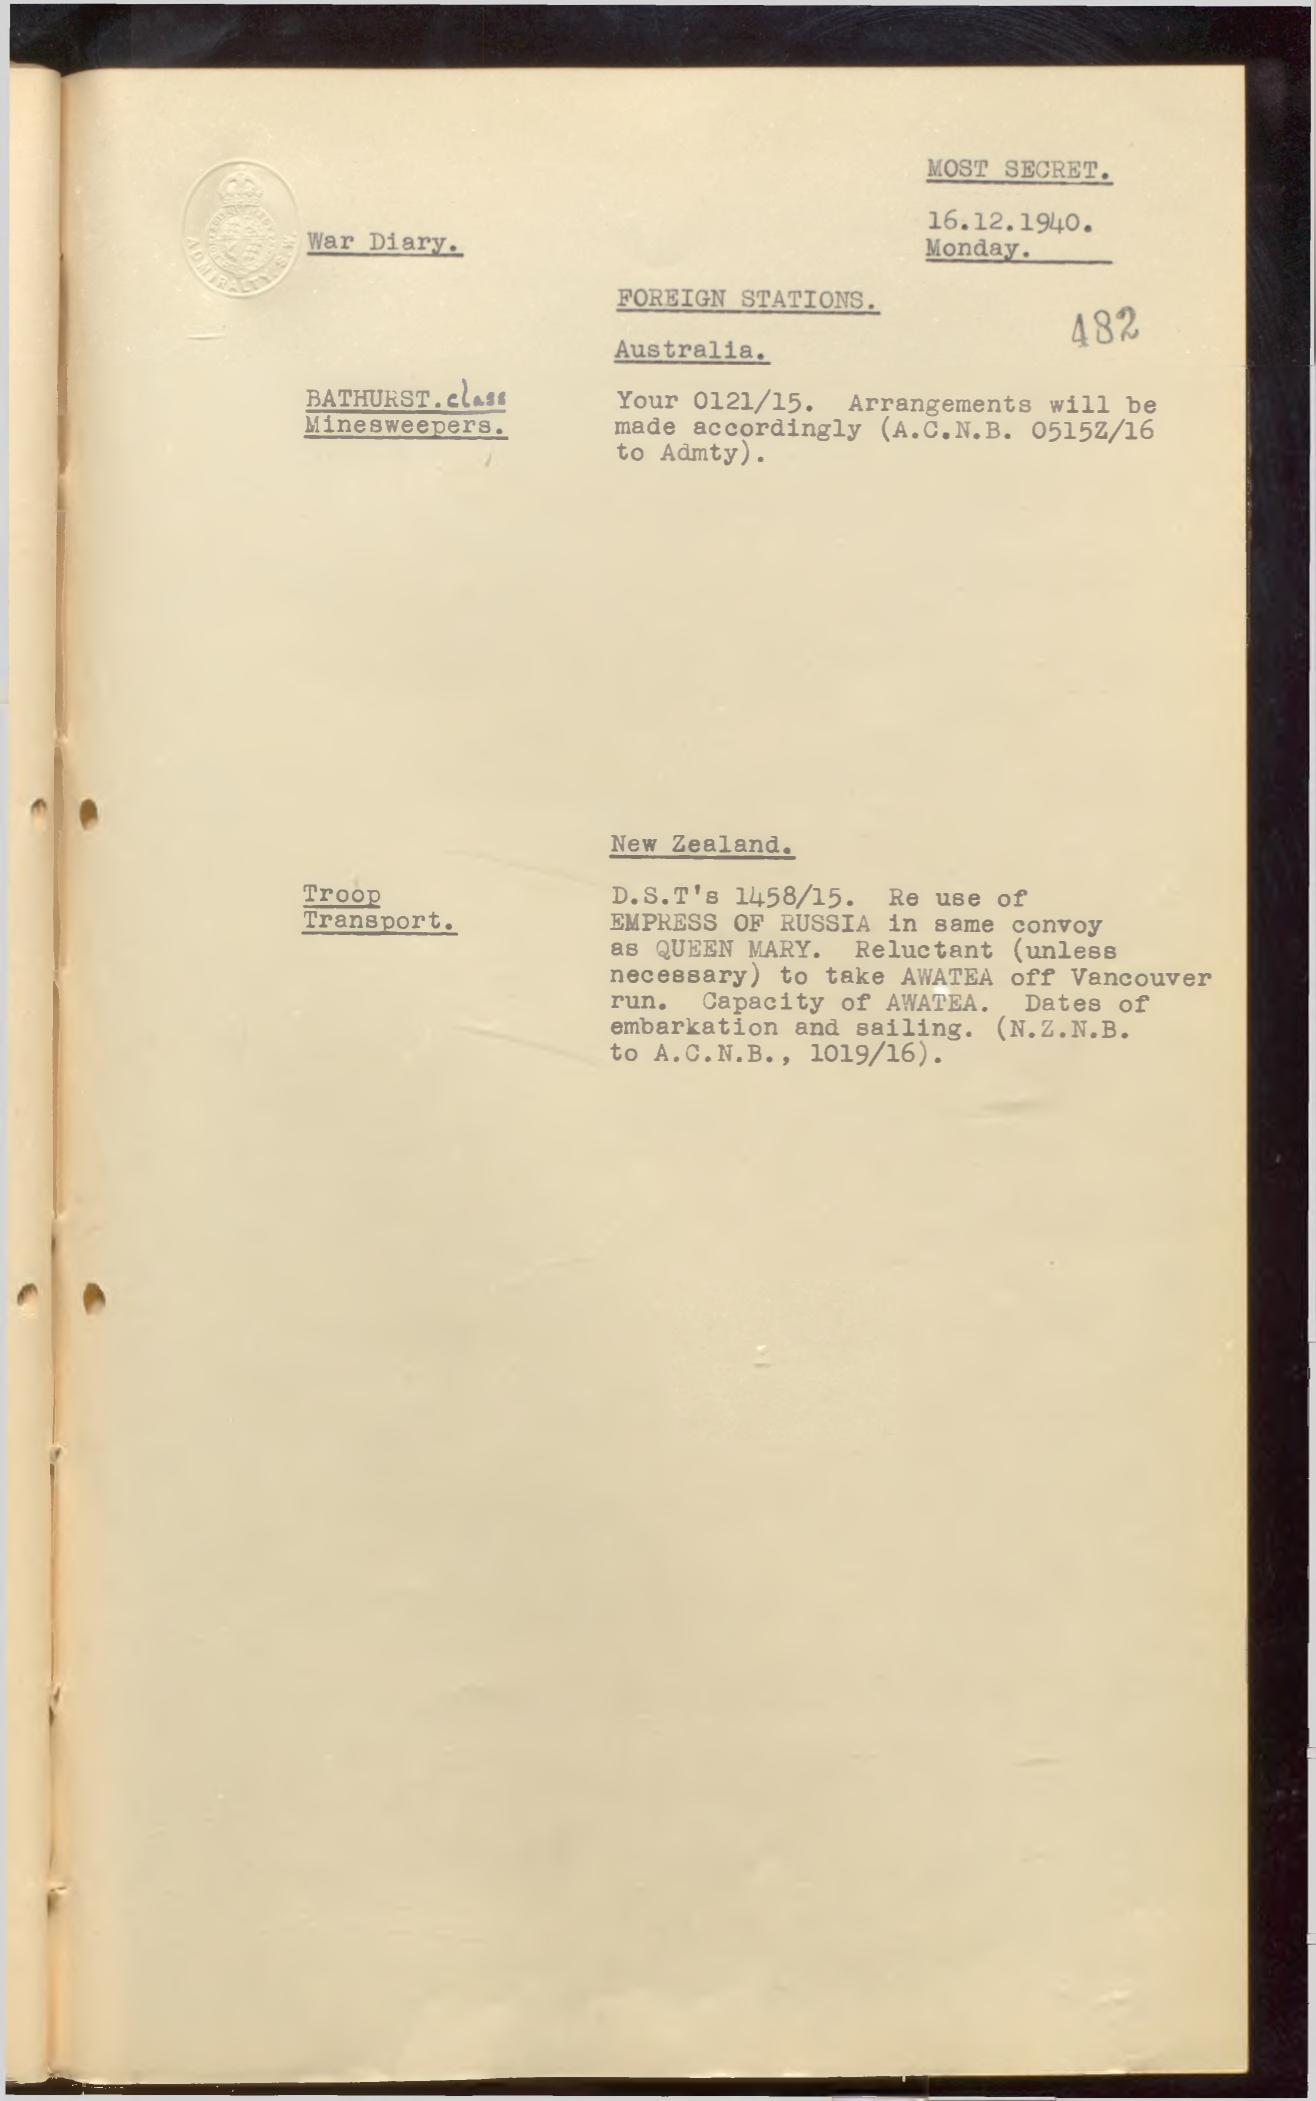 MOST SECRET.
16.12.1940.
Monday.
ADMIRALTY. S.W.
War Diary.
FOREIGN STATIONS.
482
Australia.
BATHURST.class
Minesweepers.
Your 0121/15.  Arrangements will be
made accordingly (A.C.N.B. 0515Z/16
to Admty).
New Zealand.
Troop
Transport.
D.S.T's 1458/15.  Re use of
EMPRESS OF RUSSIA in same convoy
as QUEEN MARY.  Reluctant (unless
necessary) to take AWATEA off Vancouver
run.  Capacity of AWATEA.  Dates of
embarkation and sailing. (N.Z.N.B.
to A.C.N.B., 1019/16).